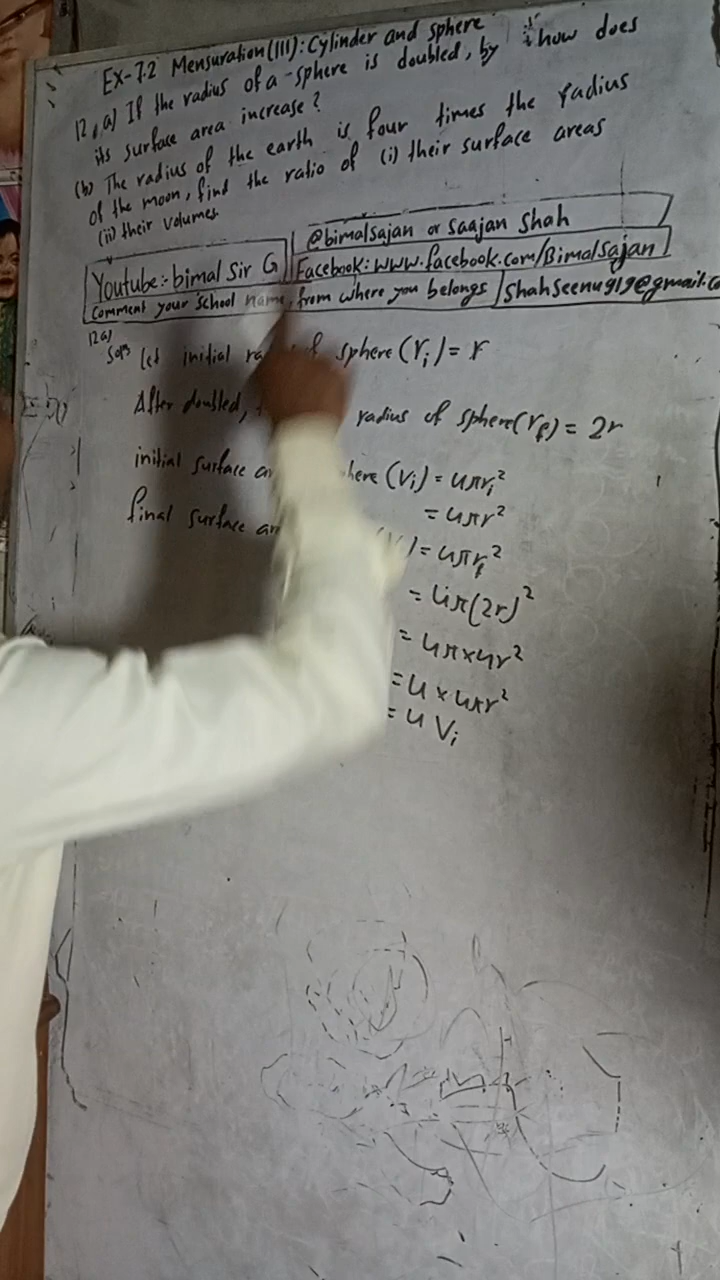 Ex-7.2 Mensuration(III): Cylinder and sphere
12.a) If the radius of a sphere is doubled, by how does
its surface area increase?
(b) The radius of the earth is four times the radius
of the moon, find the ratio of (i) their surface areas
(ii) their volumes.
@bimalsajan or Saajan Shah
Youtube:- bimal Sir G
Facebook: www.facebook.com/Bimalsajan
Comment your school name, from where you belongs
Shahseenu919@gmail.co
12a)
Solⁿ let initial sphere (rᵢ) = r
After doubled, radius of sphere (r_f) = 2r
initial surface here (Vᵢ) = 4πrᵢ²
= 4πr²
final surface = 4πr_f²
= 4π(2r)²
= 4π×4r²
= 4×4πr²
= 4 Vᵢ